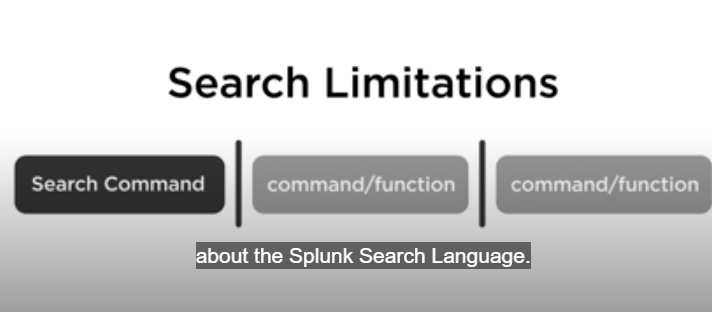 Search Limitations
Search Command | command/function | command/function
about the Splunk Search Language.